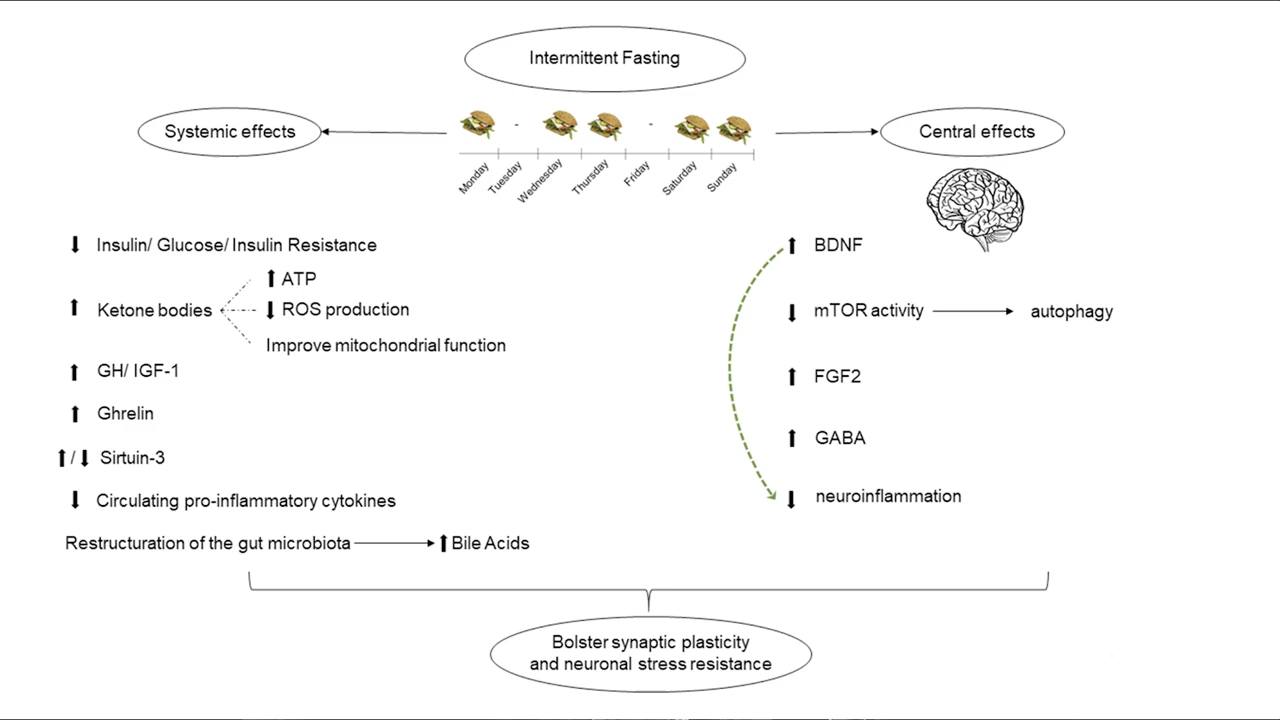 Intermittent Fasting
Systemic effects
-
-
Central effects
Monday
Tuesday
Wednesday
Thursday
Friday
Saturday
Sunday
Insulin/ Glucose/ Insulin Resistance
ATP
Ketone bodies
ROS production
Improve mitochondrial function
GH/ IGF-1
Ghrelin
/ Sirtuin-3
Circulating pro-inflammatory cytokines
Restructuration of the gut microbiota
Bile Acids
BDNF
mTOR activity
autophagy
FGF2
GABA
neuroinflammation
Bolster synaptic plasticity
and neuronal stress resistance